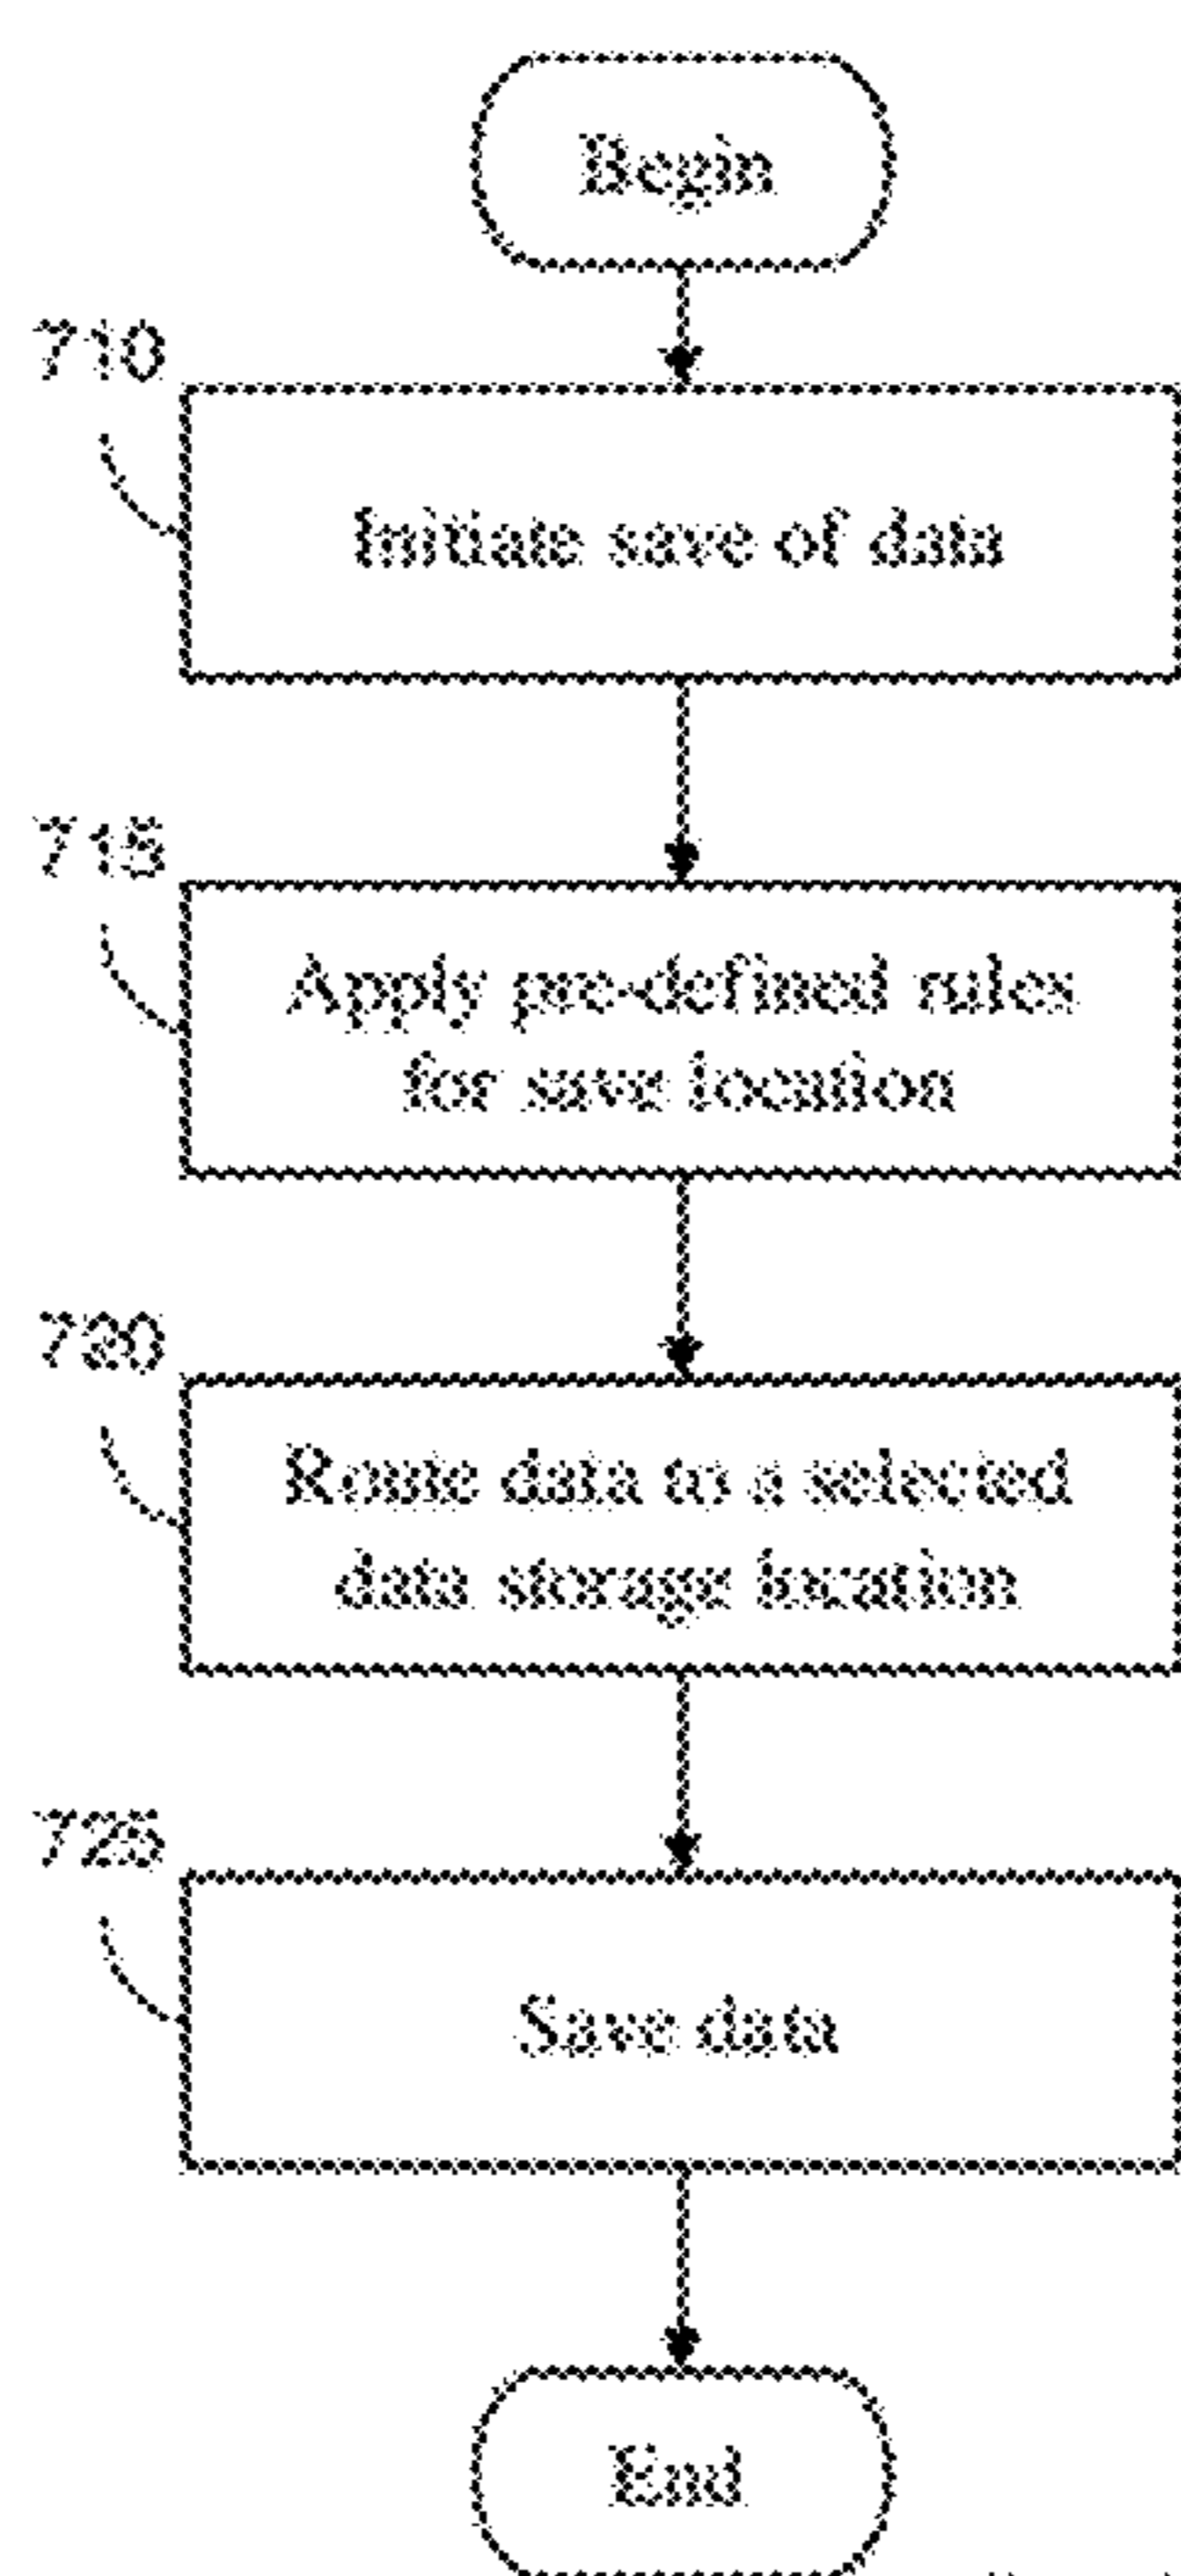 Begin
710
Initiate save of data
715
Apply pre-defined rules
for save location
720
Route data to a selected
data storage location
725
Save data
End